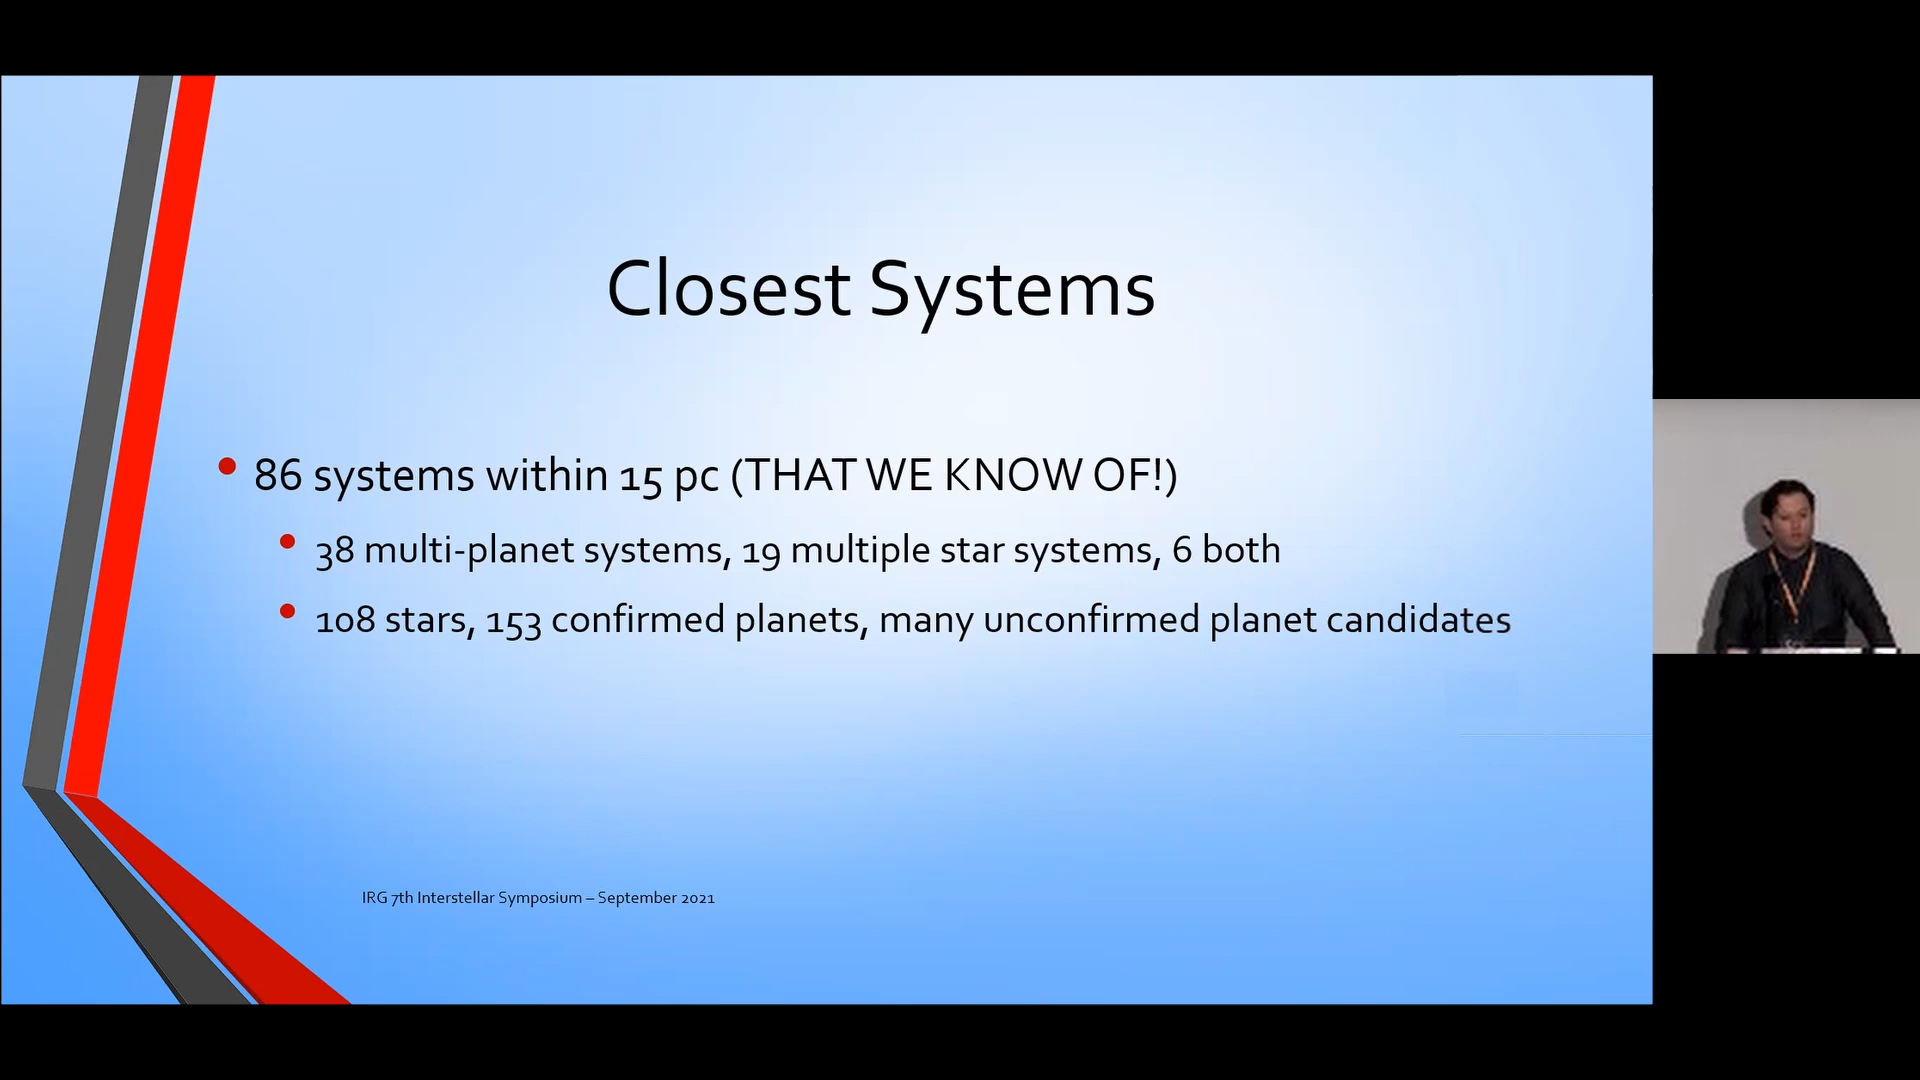 Closest Systems
• 86 systems within 15 pc (THAT WE KNOW OF!)
• 38 multi-planet systems, 19 multiple star systems, 6 both
• 108 stars, 153 confirmed planets, many unconfirmed planet candidates
IRG 7th Interstellar Symposium – September 2021